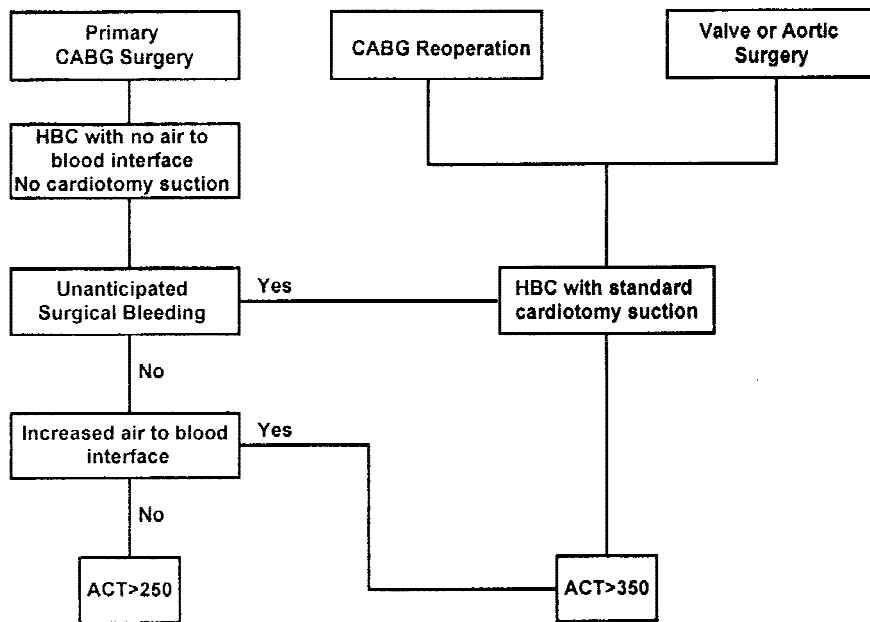 Primary
CABG Surgery
CABG Reoperation
Valve or Aortic
Surgery
HBC with no air to
blood interface
No cardiotomy suction
Unanticipated
Surgical Bleeding
Yes
HBC with standard
cardiotomy suction
No
Increased air to blood
interface
Yes
No
ACT>250
ACT>350